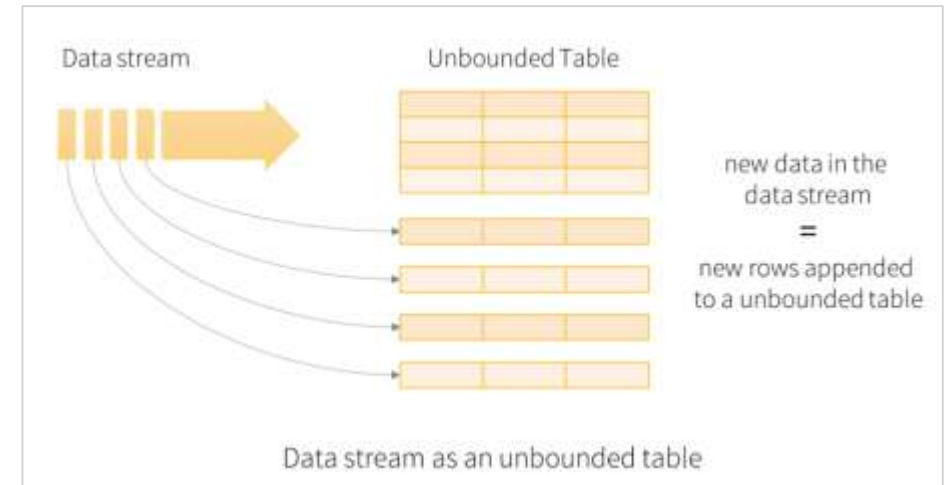 Data stream
Unbounded Table
new data in the
data stream
=
new rows appended
to a unbounded table
Data stream as an unbounded table